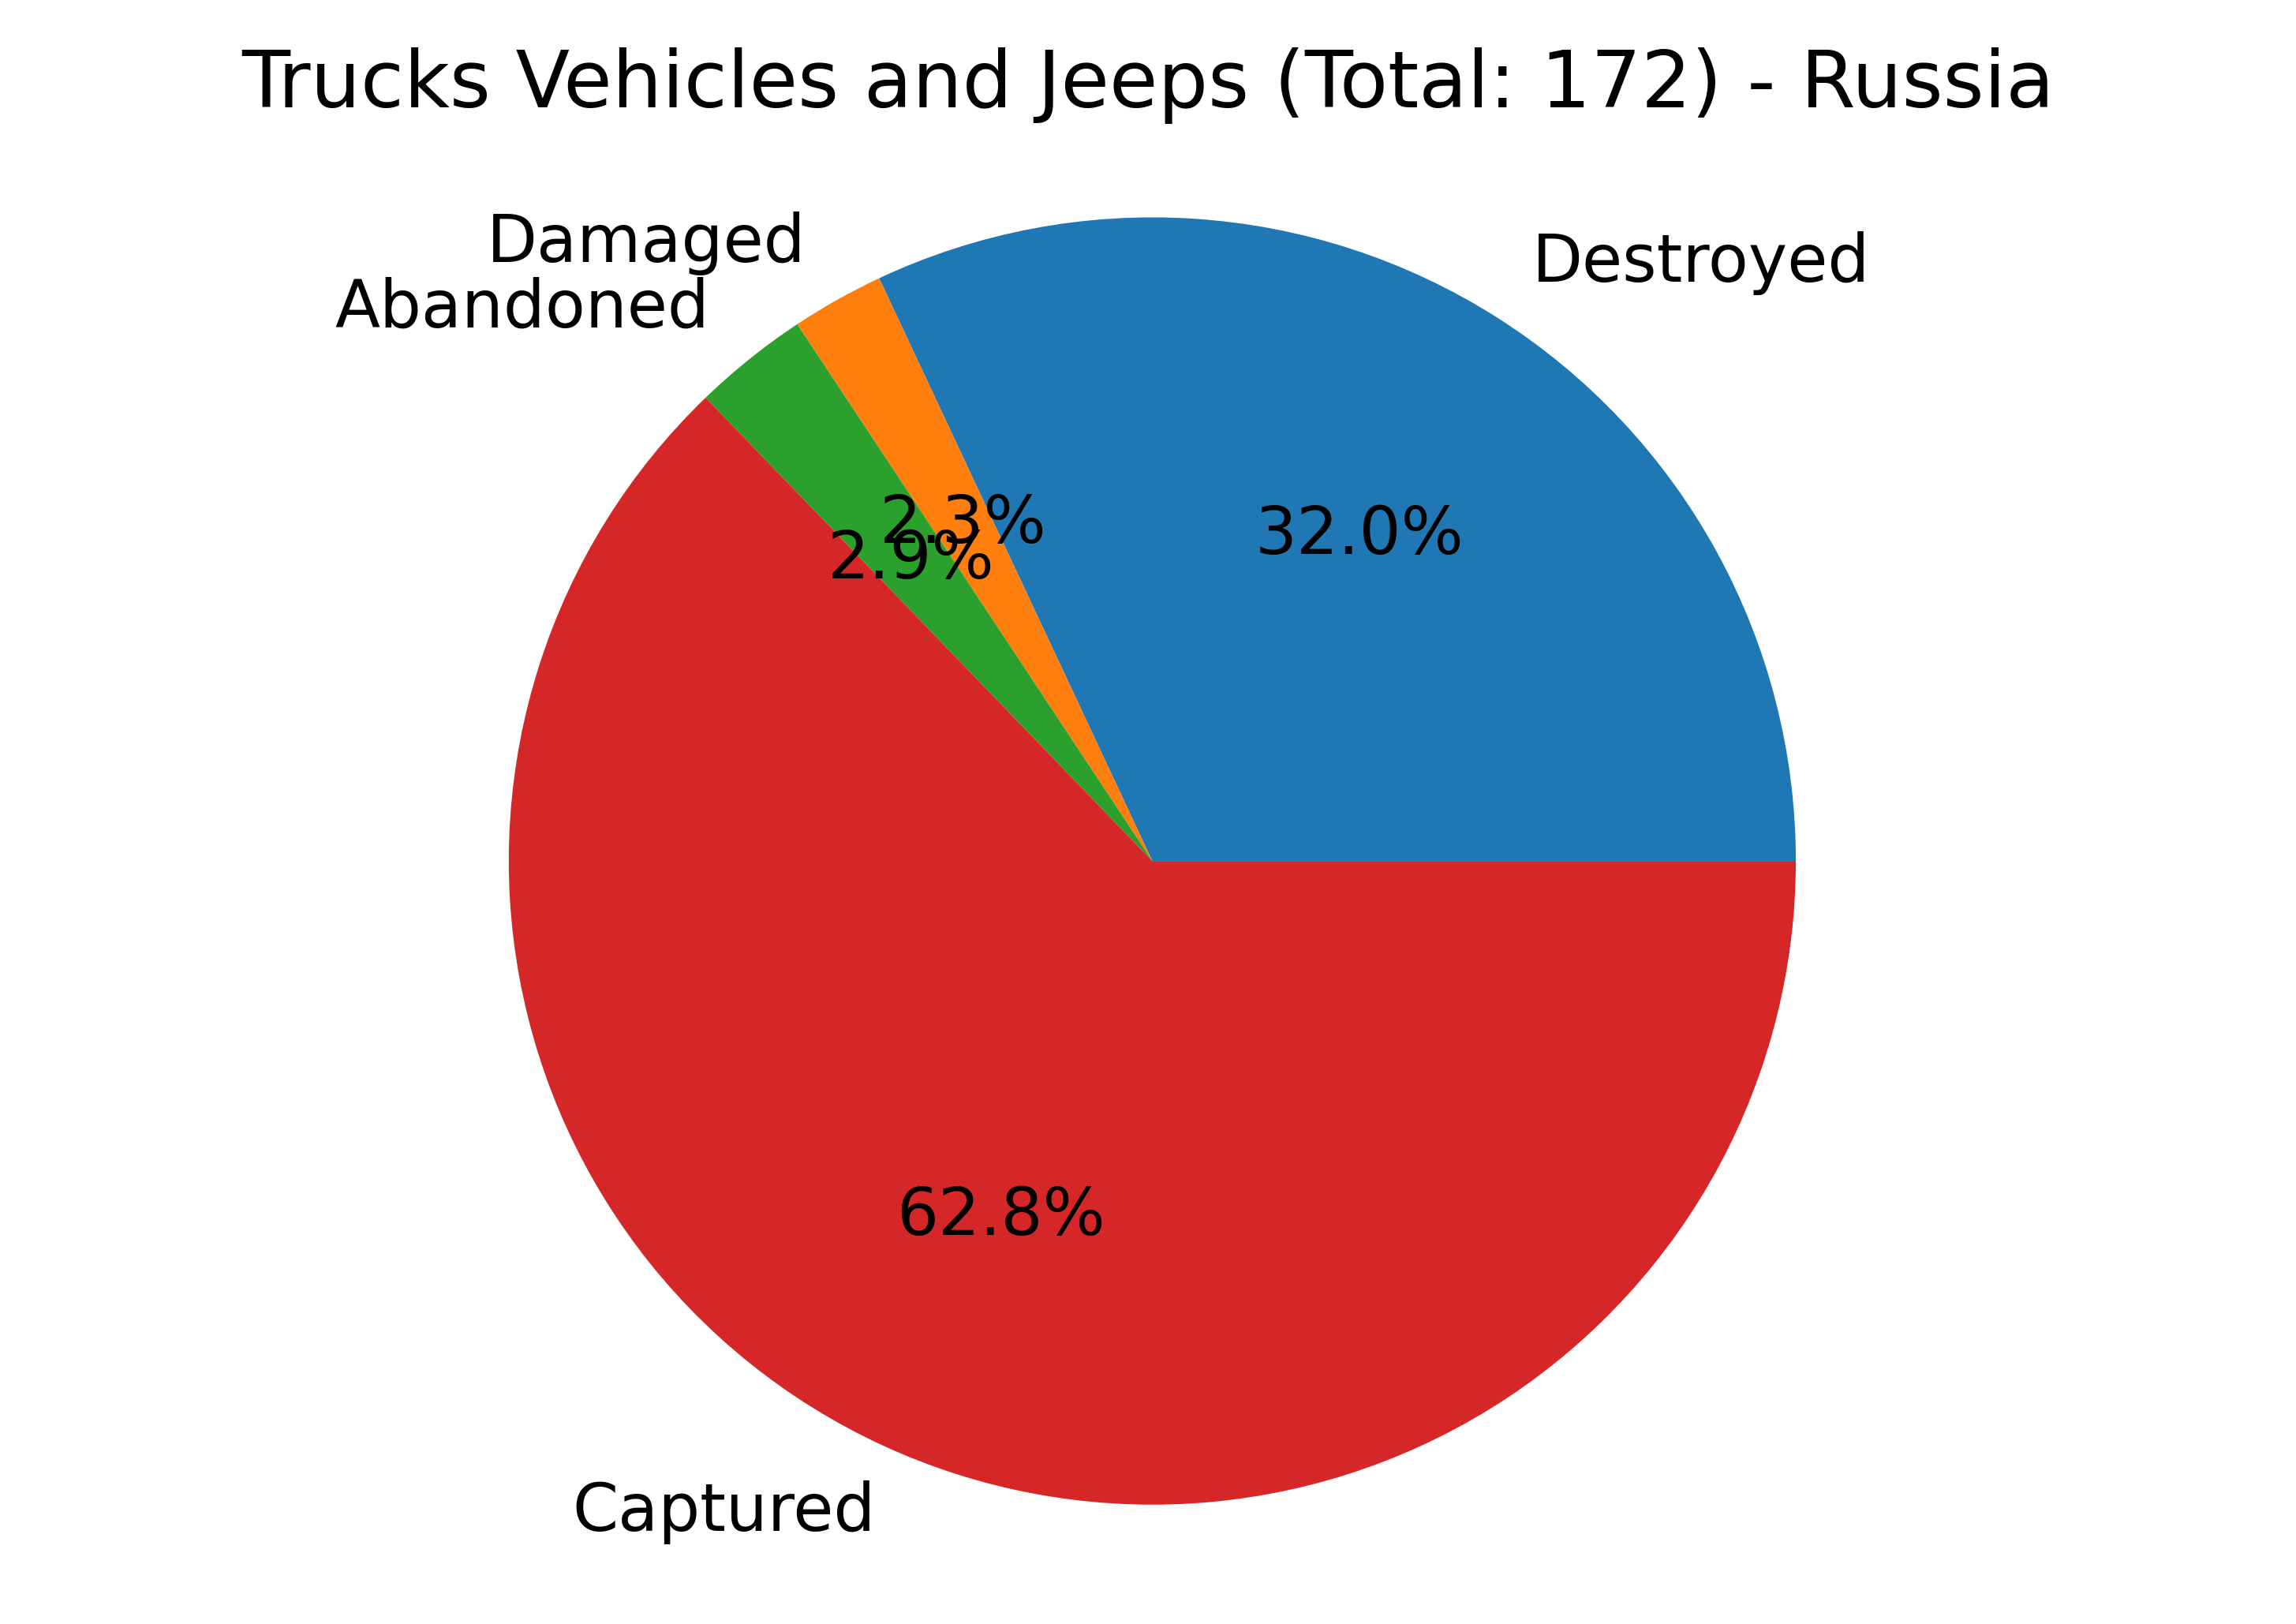 Trucks Vehicles and Jeeps (Total: 172) - Russia
Damaged
Destroyed
Abandoned
2.3%
32.0%
2.9%
62.8%
Captured